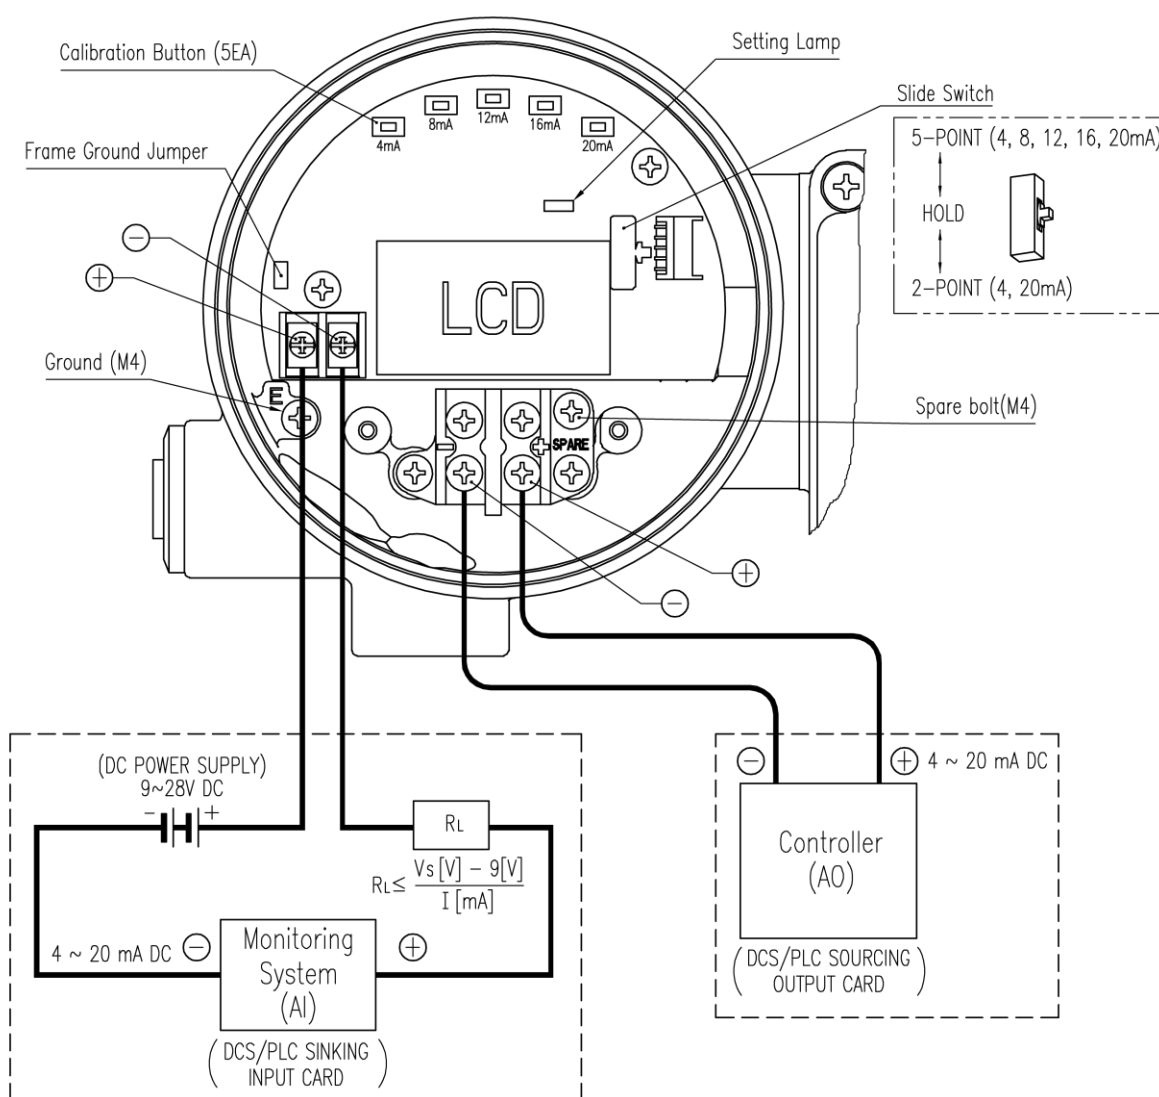 Calibration Button (5EA)
Setting Lamp
Slide Switch
4mA
8mA
12mA
16mA
20mA
5-POINT (4, 8, 12, 16, 20mA)
HOLD
2-POINT (4, 20mA)
Frame Ground Jumper
−
+
LCD
Ground (M4)
E
Spare bolt(M4)
− + SPARE
+
−
(DC POWER SUPPLY)
9~28V DC
− +
RL
RL≤ Vs[V] − 9[V]
I [mA]
4 ~ 20 mA DC − +
Monitoring
System
(AI)
(DCS/PLC SINKING
INPUT CARD)
− + 4 ~ 20 mA DC
Controller
(AO)
(DCS/PLC SOURCING
OUTPUT CARD)